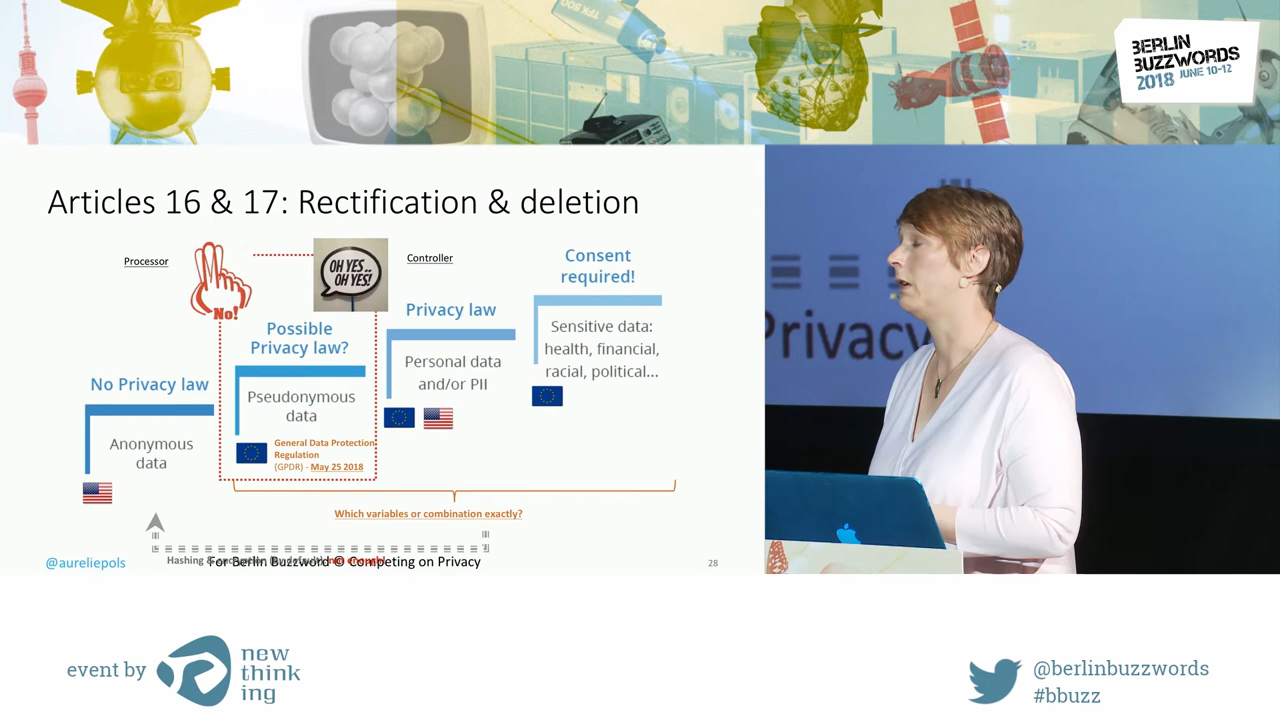 TFX 500
BERLIN
BUZZWORDS
2018 JUNE 10-12
Articles 16 & 17: Rectification & deletion
Processor
No!
OH YES..
OH YES!
Controller
Consent
required!
Privacy law
Possible
Privacy law?
No Privacy law
Sensitive data:
health, financial,
racial, political...
Personal data
and/or PII
Pseudonymous
data
Anonymous
data
General Data Protection
Regulation
(GPDR) - May 25 2018
Which variables or combination exactly?
Hashing &
For Berlin Buzzword © Competing on Privacy
@aureliepols
28
Privacy
event by
new
think
ing
@berlinbuzzwords
#bbuzz